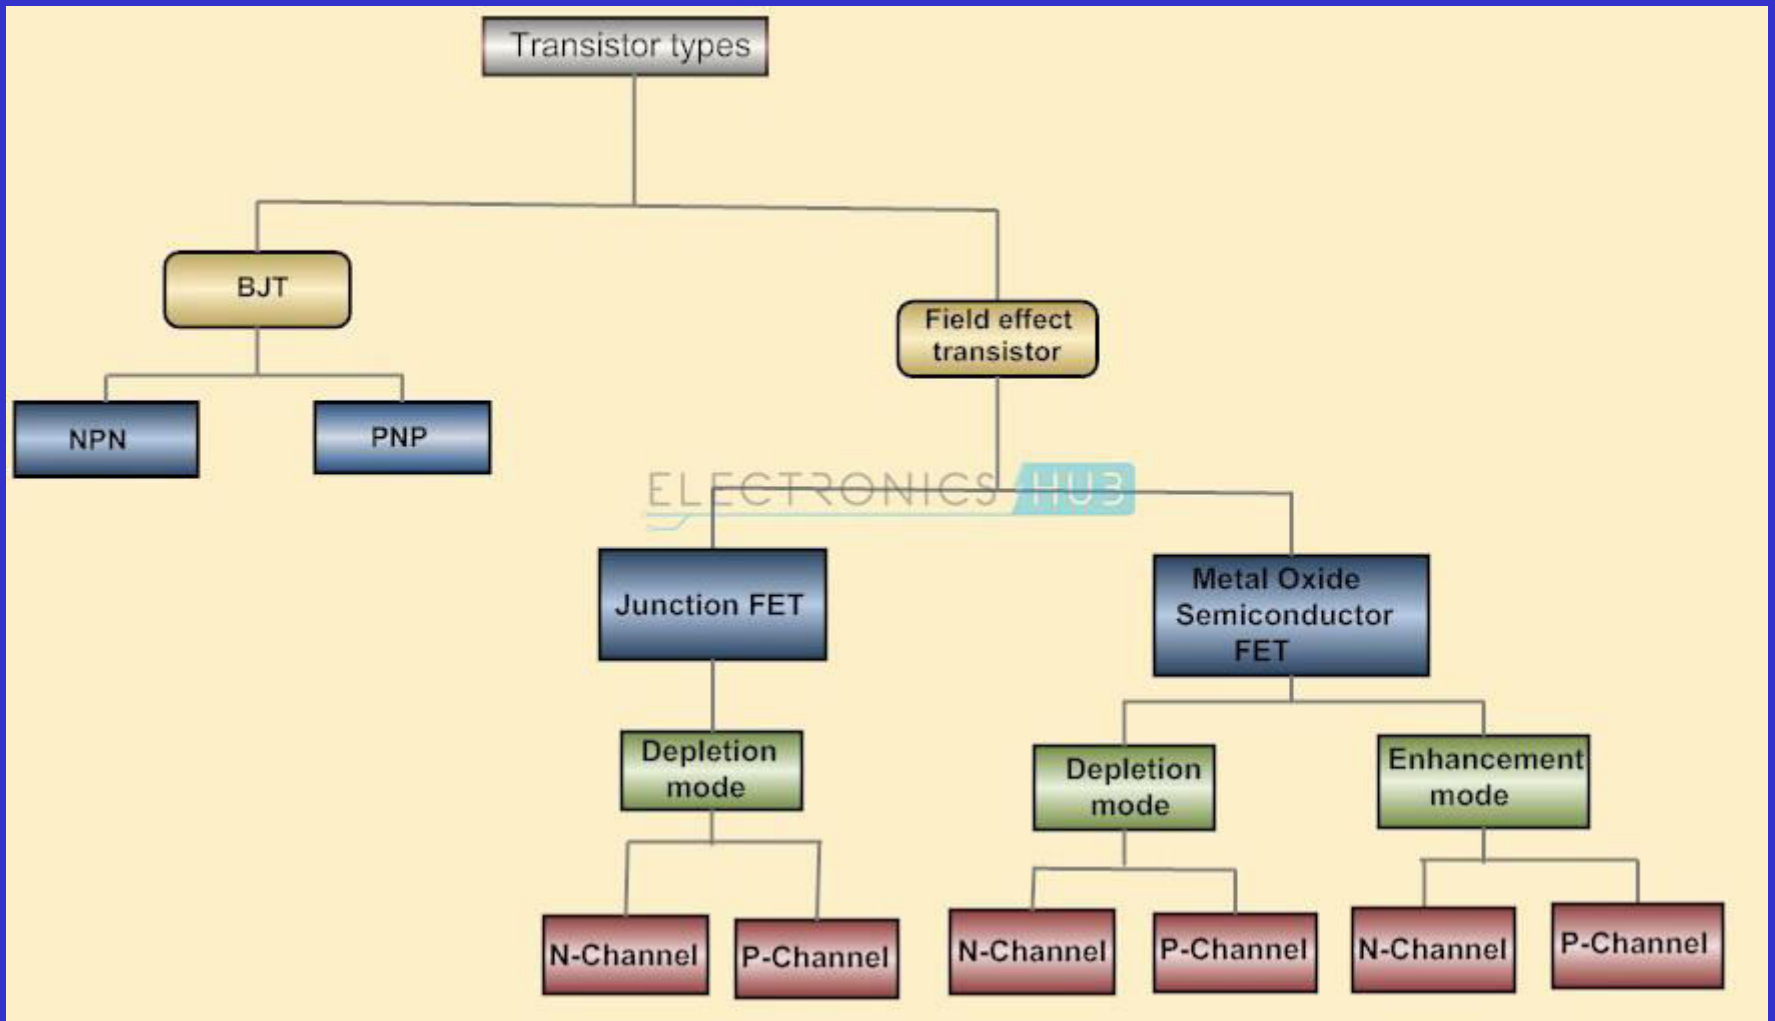 Transistor types
BJT
Field effect
transistor
NPN
PNP
ELECTRONICS HUB
Junction FET
Metal Oxide
Semiconductor
FET
Depletion
mode
Depletion
mode
Enhancement
mode
N-Channel
P-Channel
N-Channel
P-Channel
N-Channel
P-Channel